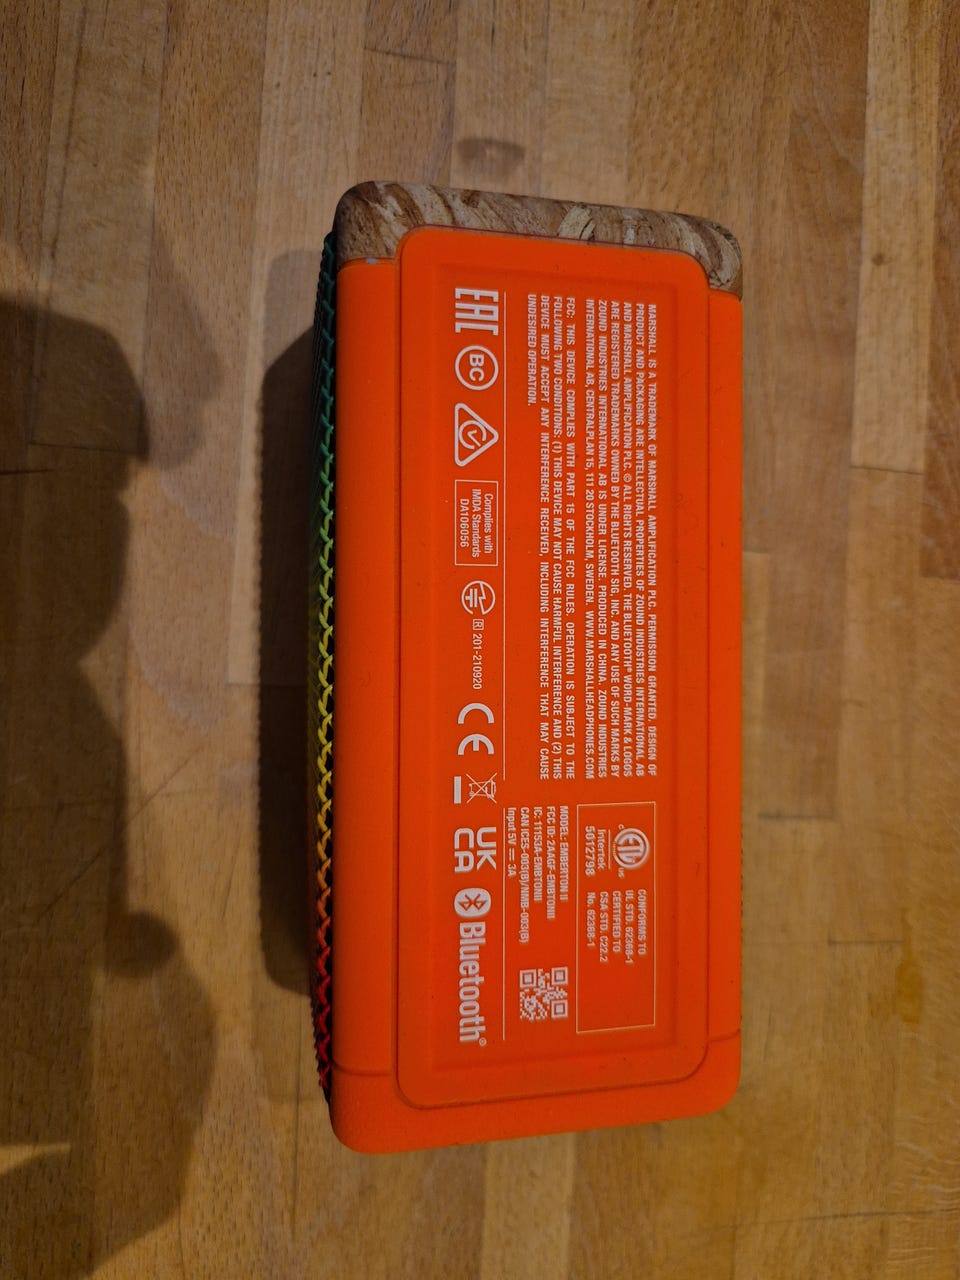 MARSHALL IS A TRADEMARK OF MARSHALL AMPLIFICATION PLC. PERMISSION GRANTED. DESIGN OF
PRODUCT AND PACKAGING ARE INTELLECTUAL PROPERTIES OF ZOUND INDUSTRIES INTERNATIONAL AB
AND MARSHALL AMPLIFICATION PLC. © ALL RIGHTS RESERVED. THE BLUETOOTH® WORD-MARK & LOGOS
ARE REGISTERED TRADEMARKS OWNED BY THE BLUETOOTH SIG, INC. AND ANY USE OF SUCH MARKS BY
ZOUND INDUSTRIES INTERNATIONAL AB IS UNDER LICENSE. PRODUCED IN CHINA. ZOUND INDUSTRIES
INTERNATIONAL AB, CENTRALPLAN 15, 111 20 STOCKHOLM, SWEDEN. WWW.MARSHALLHEADPHONES.COM
FCC: THIS DEVICE COMPLIES WITH PART 15 OF THE FCC RULES. OPERATION IS SUBJECT TO THE
FOLLOWING TWO CONDITIONS: (1) THIS DEVICE MAY NOT CAUSE HARMFUL INTERFERENCE AND (2) THIS
DEVICE MUST ACCEPT ANY INTERFERENCE RECEIVED, INCLUDING INTERFERENCE THAT MAY CAUSE
UNDESIRED OPERATION.
EAC
BC
Complies with
IMDA Standards
DA106056
R 201-210920
CE
UK
CA
Bluetooth®
c ETL us
Intertek
5012798
CONFORMS TO
UL STD. 62368-1
CERTIFIED TO
CSA STD. C22.2
No. 62368-1
MODEL: EMBERTON II
FCC ID: 2AAGF-EMBTONII
IC: 11153A-EMBTONII
CAN ICES-003(B)/NMB-003(B)
Input 5V ⎓ 3A